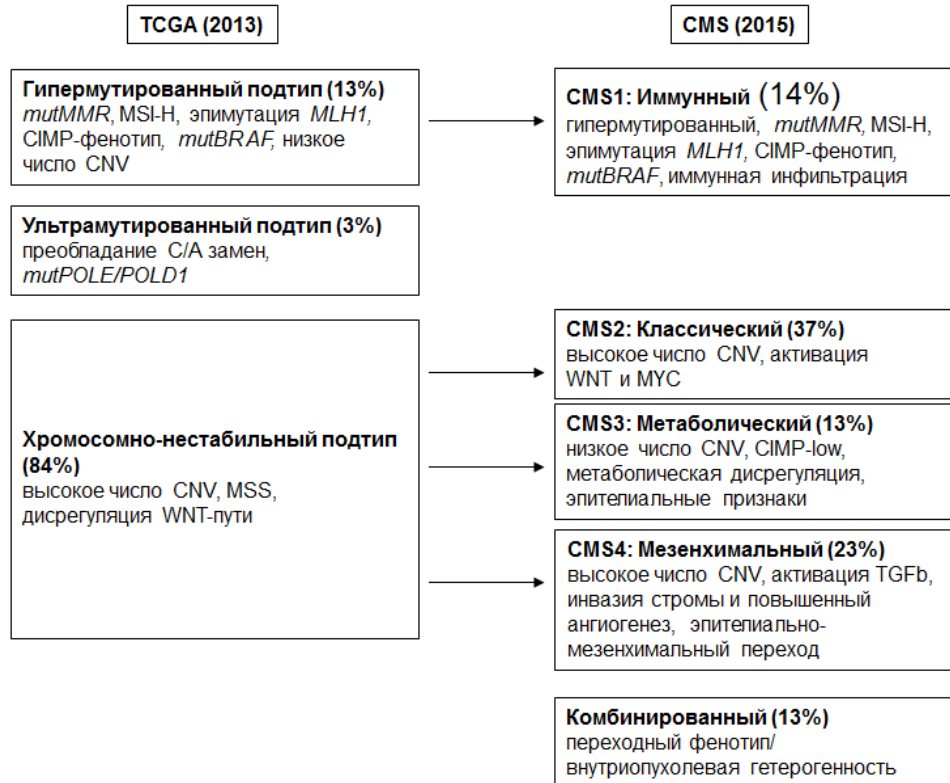 TCGA (2013)
Гипермутированный подтип (13%)
mutMMR, MSI-H, эпимутация MLH1,
CIMP-фенотип, mutBRAF, низкое
число CNV
Ультрамутированный подтип (3%)
преобладание C/A замен,
mutPOLE/POLD1
Хромосомно-нестабильный подтип
(84%)
высокое число CNV, MSS,
дисрегуляция WNT-пути
CMS (2015)
CMS1: Иммунный (14%)
гипермутированный, mutMMR, MSI-H,
эпимутация MLH1, CIMP-фенотип,
mutBRAF, иммунная инфильтрация
CMS2: Классический (37%)
высокое число CNV, активация
WNT и MYC
CMS3: Метаболический (13%)
низкое число CNV, CIMP-low,
метаболическая дисрегуляция,
эпителиальные признаки
CMS4: Мезенхимальный (23%)
высокое число CNV, активация TGFb,
инвазия стромы и повышенный
ангиогенез, эпителиально-
мезенхимальный переход
Комбинированный (13%)
переходный фенотип/
внутриопухолевая гетерогенность